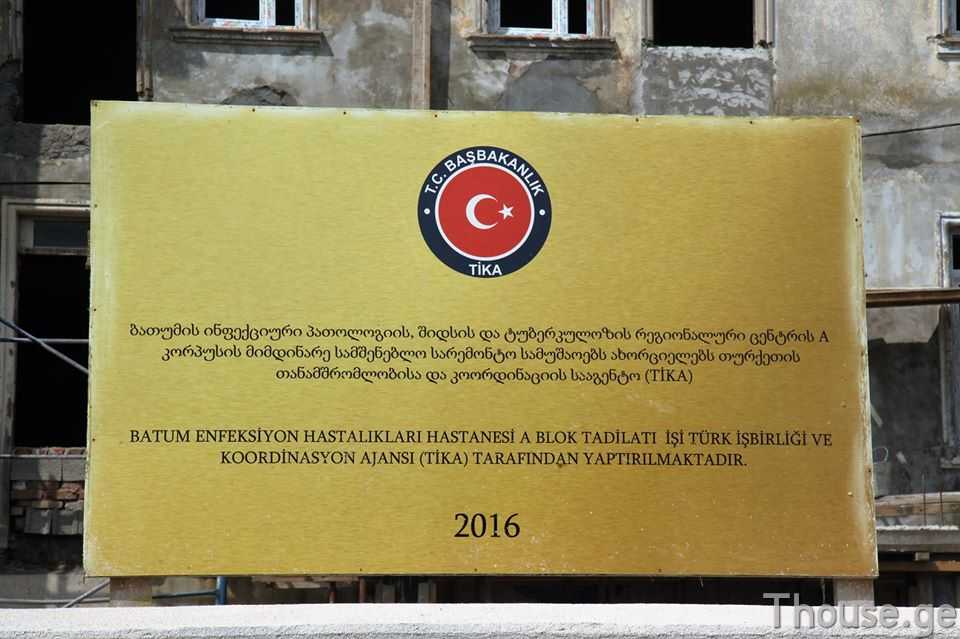 T.C. BAŞBAKANLIK
TİKA
ბათუმის ინფექციური პათოლოგიის, შიდსის და ტუბერკულოზის რეგიონალური ცენტრის A
კორპუსის მიმდინარე სამშენებლო სარემონტო სამუშაოებს ახორციელებს თურქეთის
თანამშრომლობისა და კოორდინაციის სააგენტო (TİKA)
BATUM ENFEKSİYON HASTALIKLARI HASTANESİ A BLOK TADİLATI İŞİ TÜRK İŞBİRLİĞİ VE
KOORDİNASYON AJANSI (TİKA) TARAFINDAN YAPTIRILMAKTADIR.
2016
Thouse.ge